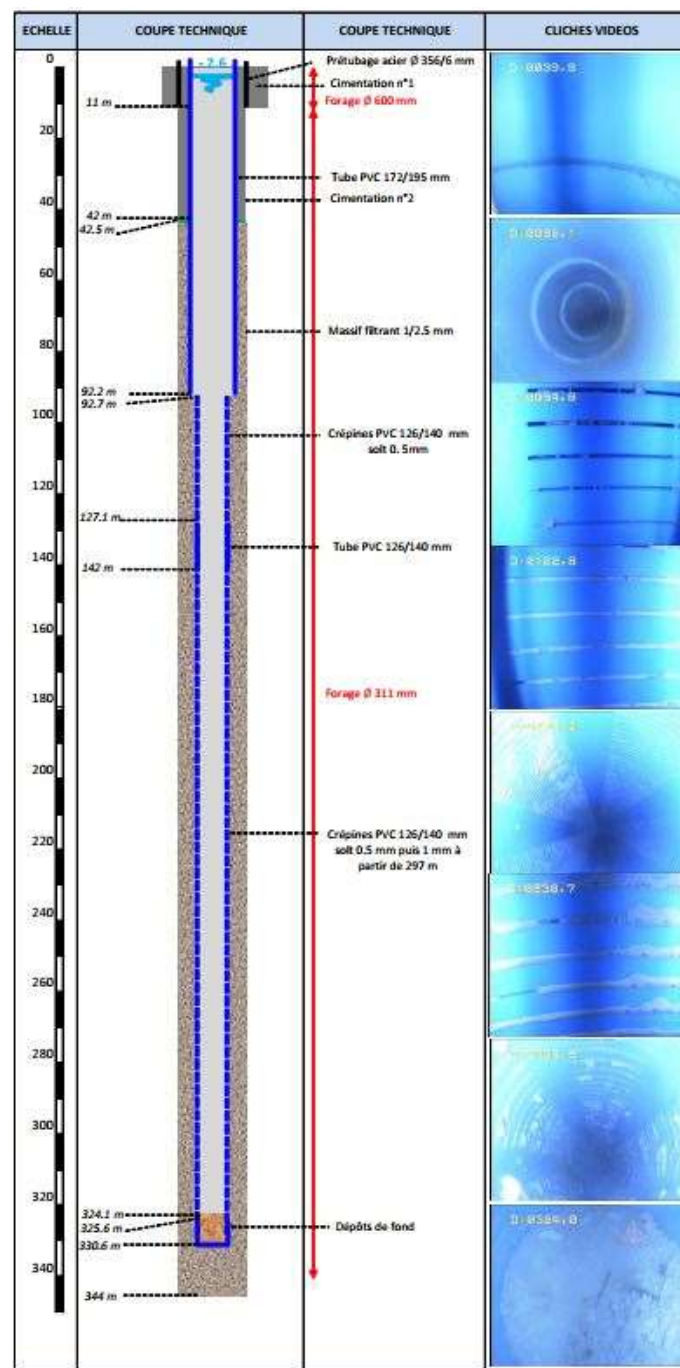 ECHELLE
COUPE TECHNIQUE
COUPE TECHNIQUE
CLICHES VIDEOS
0
20
40
60
80
100
120
140
160
180
200
220
240
260
280
300
320
340
-2.6
11 m
42 m
42.5 m
92.2 m
92.7 m
127.1 m
142 m
324.1 m
325.6 m
330.6 m
344 m
Prétubage acier Ø 356/6 mm
Cimentation n°1
Forage Ø 600 mm
Tube PVC 172/195 mm
Cimentation n°2
Massif filtrant 1/2.5 mm
Crépines PVC 126/140 mm
solt 0. 5mm
Tube PVC 126/140 mm
Forage Ø 311 mm
Crépines PVC 126/140 mm
solt 0.5 mm puis 1 mm à
partir de 297 m
Dépôts de fond